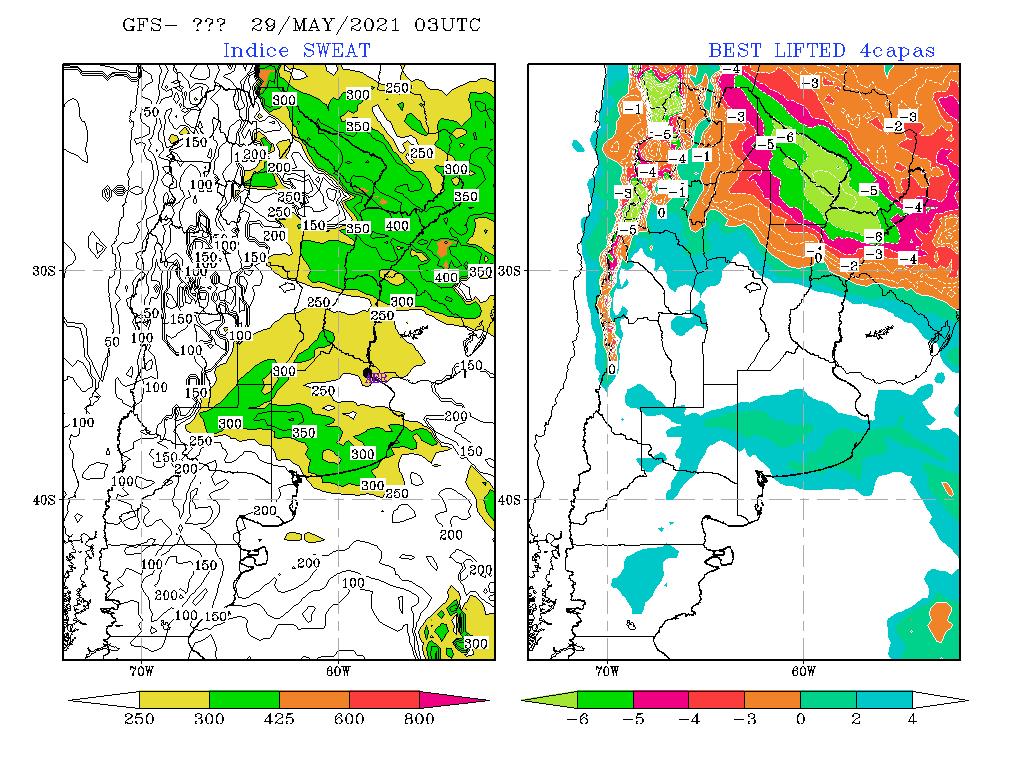 GFS− ??? 29/MAY/2021 03UTC
Indice SWEAT BEST LIFTED 4capas
50 300 300 250 -4 -3
150 350 -1 -3 -3 -2
200 250 -5 -5 -6
200 300 -4 -1
100 350 -4 -5
250 -3 -1
250 150 350 400 0 -4
200 -5 -6
100 150 -1 -3 -4
30S 150 350 30S 0 -2
400
250 300
50 150 250
50 100 100
100 150 0
100 300
150 250
100 300 350 200
250 150
150 300
200
100 300 250
40S 200 40S
200
100 150 200 200
100
200
100 150
300
70W 60W 70W 60W
250 300 425 600 800 −6 −5 −4 −3 0 2 4